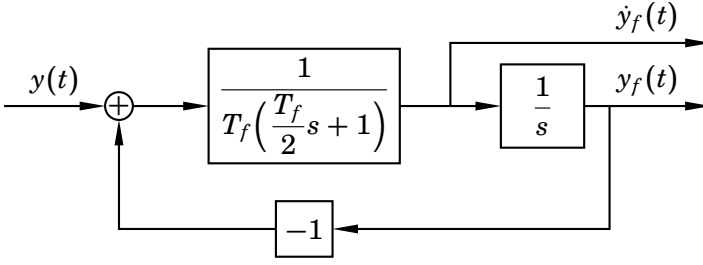 ẏ_f(t)
y(t)
+
1
T_f(T_f/2 s + 1)
1
s
y_f(t)
−1